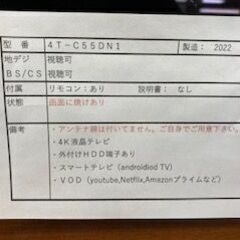 型番 4T-C55DN1 製造：2022
地デジ 視聴可
BS/CS 視聴可
付属 リモコン：あり 説明書：なし
状態 画面に焼けあり
備考 ・アンテナ線は付いてません。ご自身でご用意下さい。
・4K液晶テレビ
・外付けHDD端子あり
・スマートテレビ（androidiod TV）
・VOD（youtube,Netflix,Amazonプライムなど）